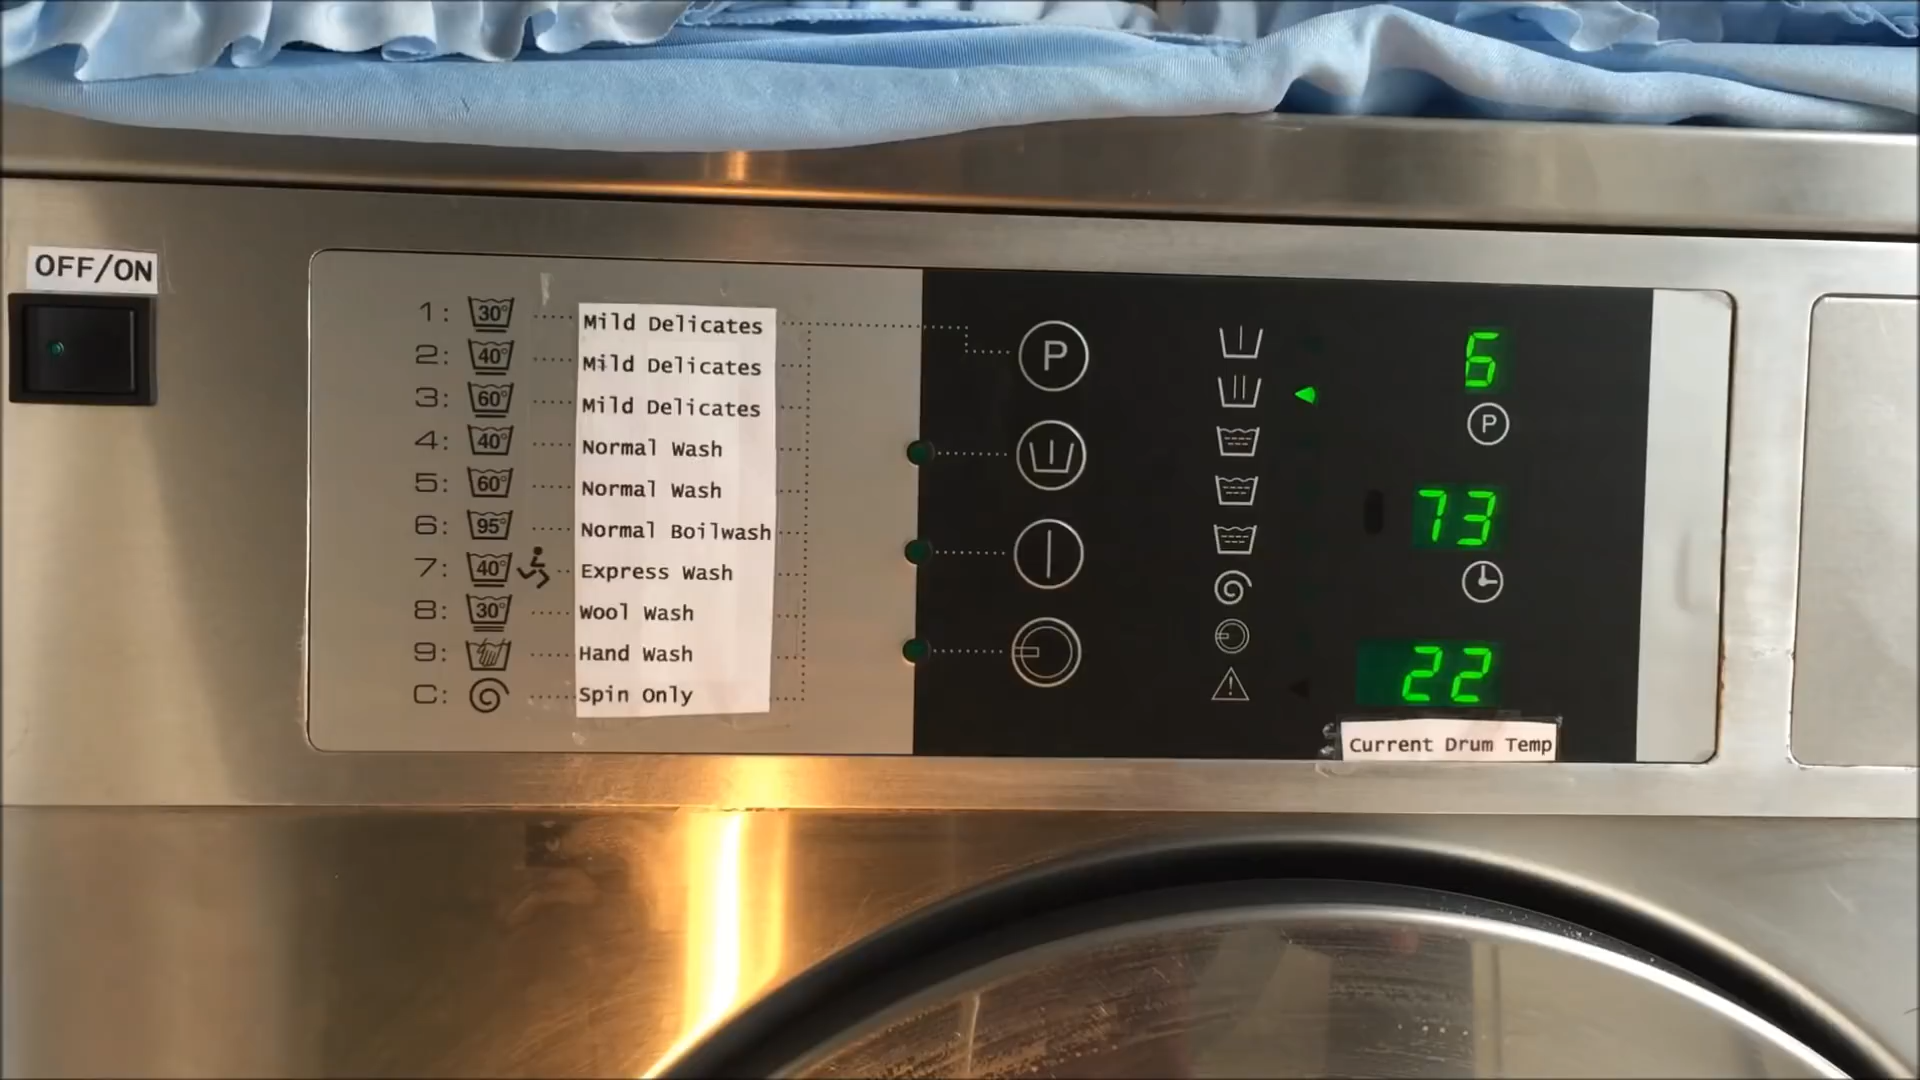 OFF/ON
1: 30° Mild Delicates
2: 40° Mild Delicates
3: 60° Mild Delicates
4: 40° Normal Wash
5: 60° Normal Wash
6: 95° Normal Boilwash
7: 40° Express Wash
8: 30° Wool Wash
9: Hand Wash
C: Spin Only
P
6
P
73
22
Current Drum Temp